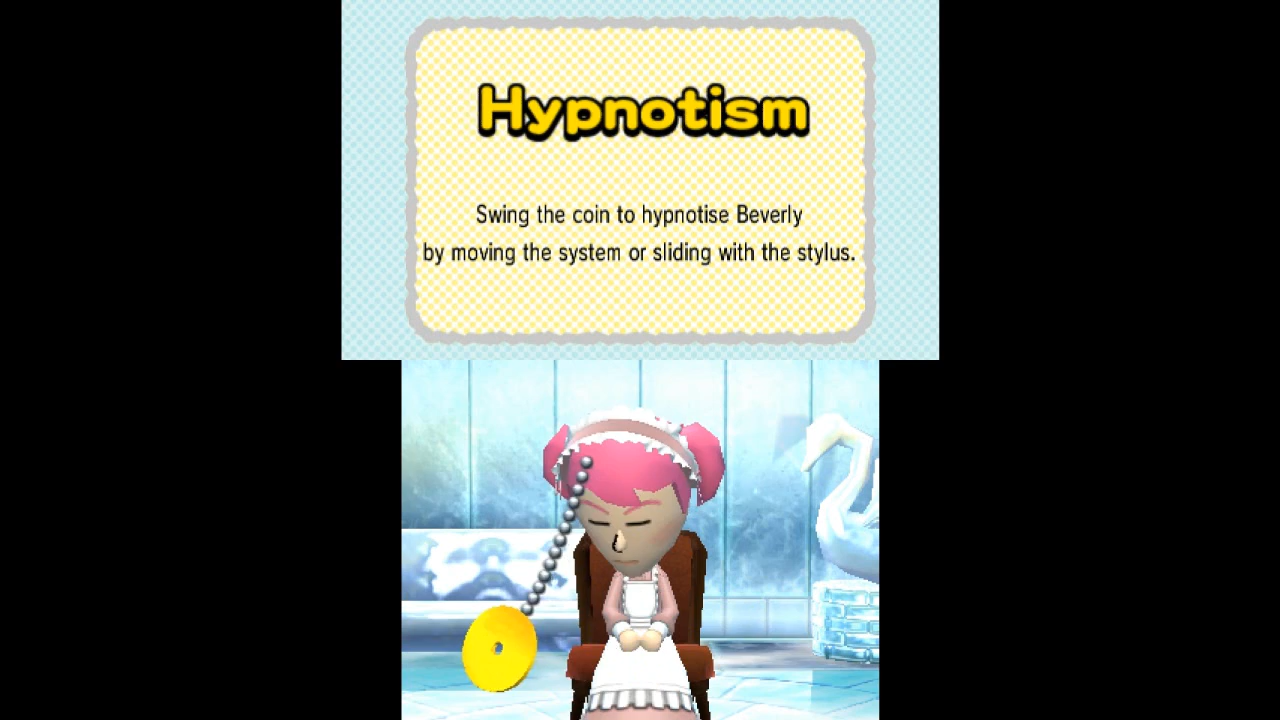 Hypnotism
Swing the coin to hypnotise Beverly
by moving the system or sliding with the stylus.